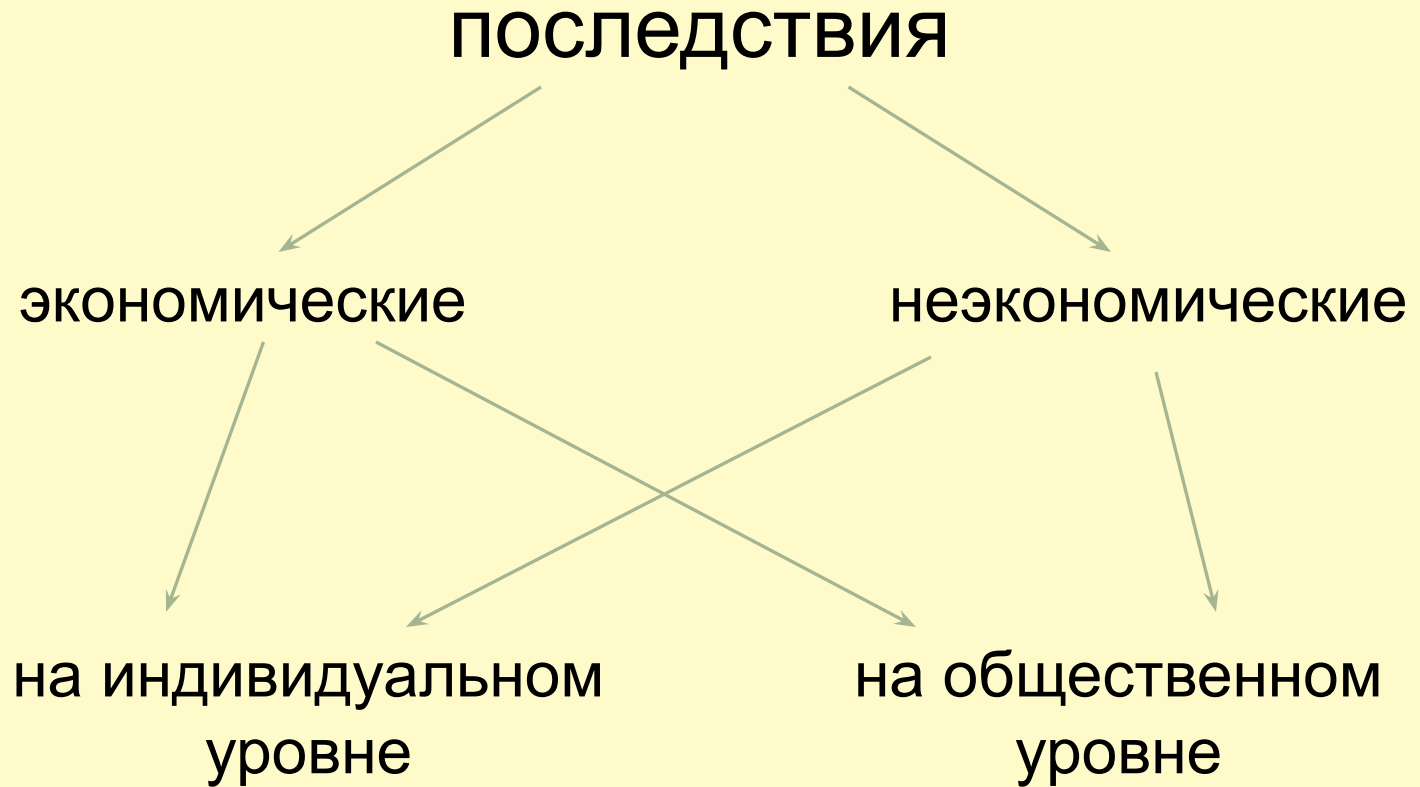 последствия
экономические
неэкономические
на индивидуальном
уровне
на общественном
уровне